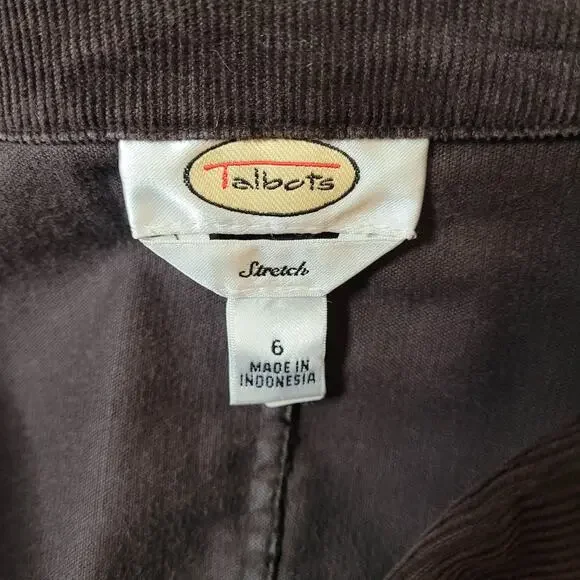 Talbots
Stretch
6
MADE IN
INDONESIA